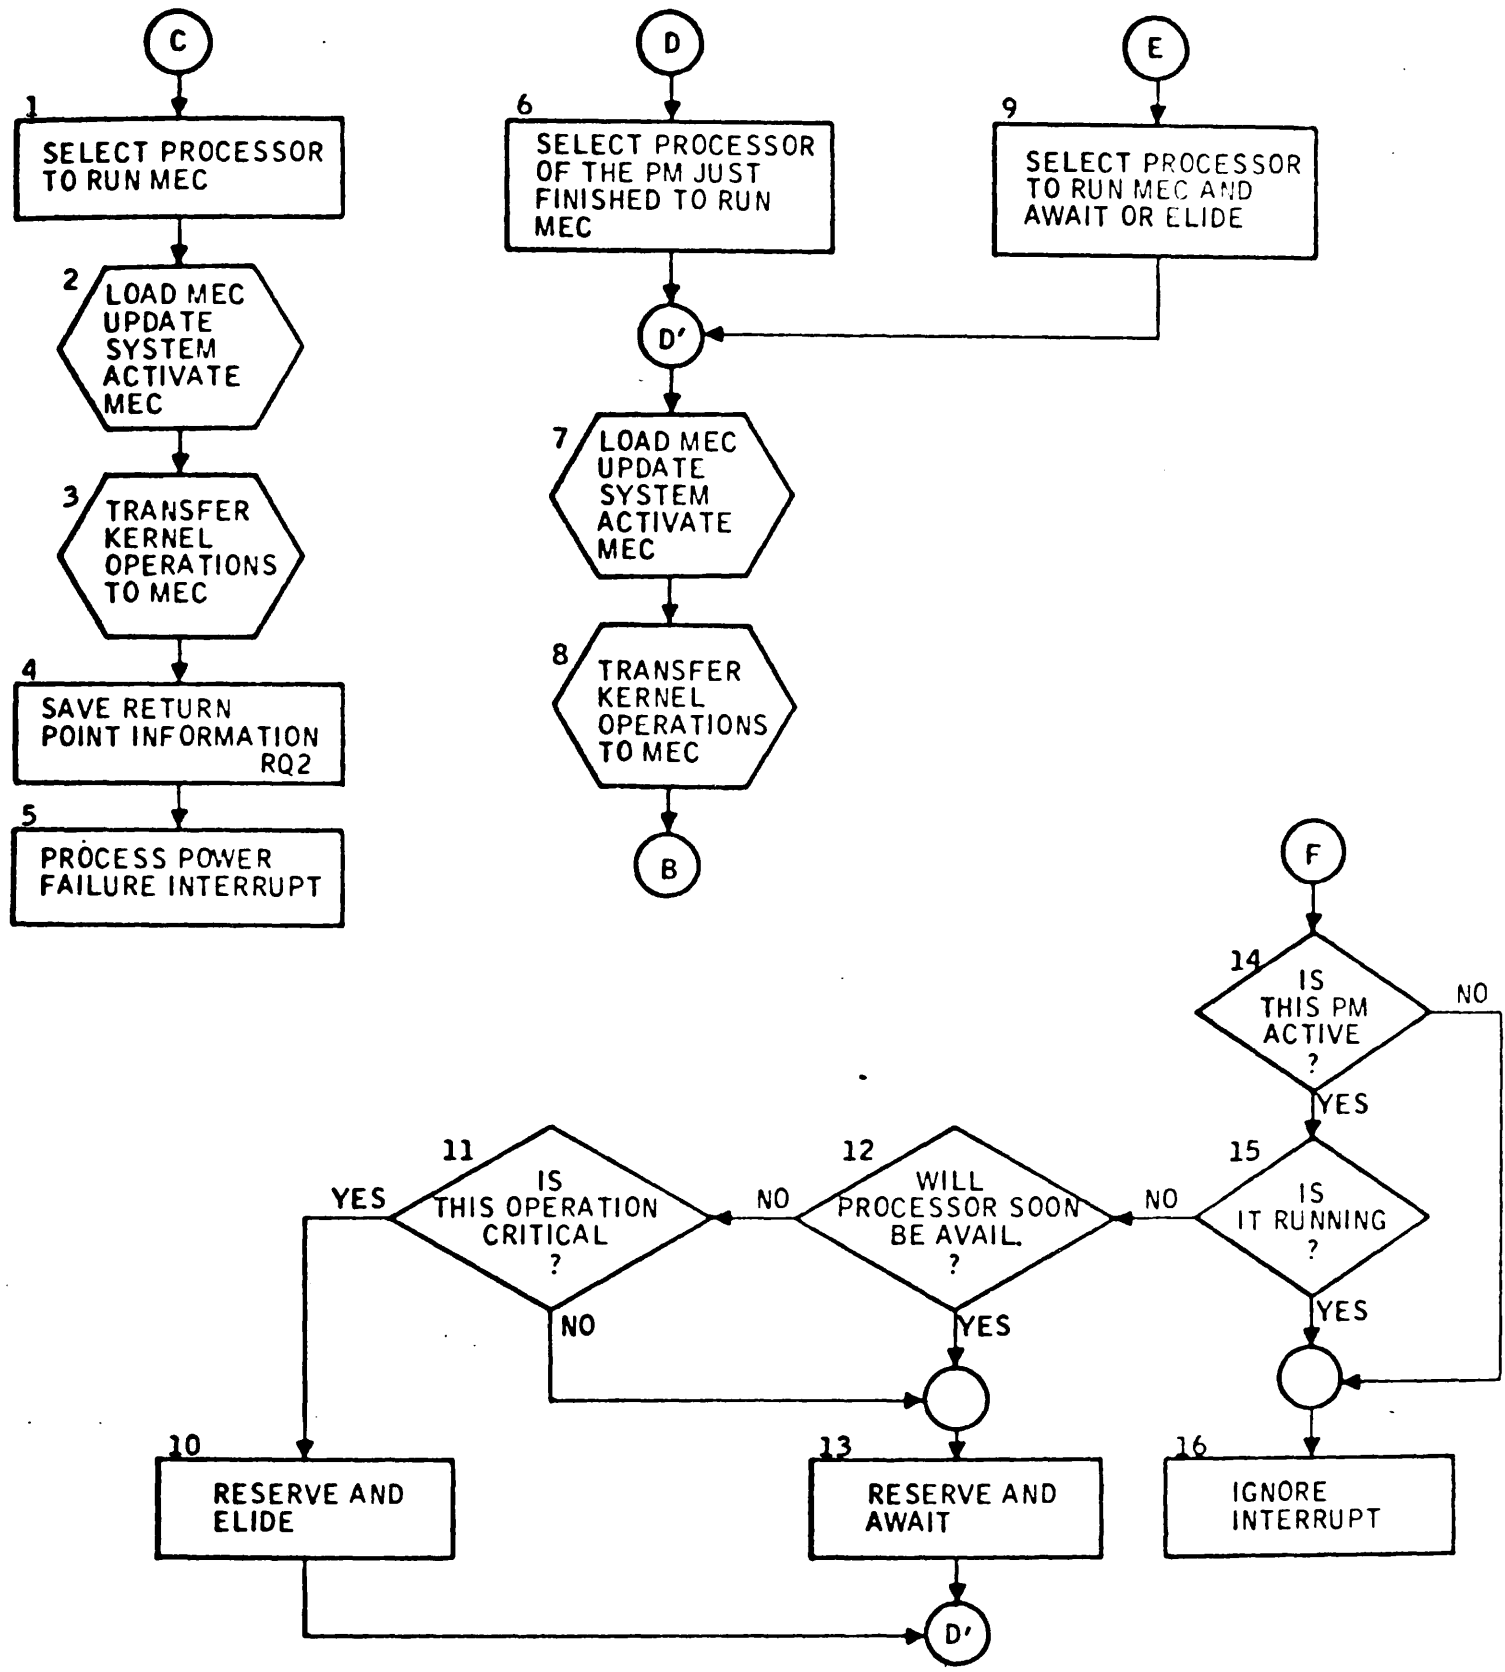 C
1
SELECT PROCESSOR
TO RUN MEC
2
LOAD MEC
UPDATE
SYSTEM
ACTIVATE
MEC
3
TRANSFER
KERNEL
OPERATIONS
TO MEC
4
SAVE RETURN
POINT INFORMATION
RQ2
5
PROCESS POWER
FAILURE INTERRUPT
D
6
SELECT PROCESSOR
OF THE PM JUST
FINISHED TO RUN
MEC
D'
7
LOAD MEC
UPDATE
SYSTEM
ACTIVATE
MEC
8
TRANSFER
KERNEL
OPERATIONS
TO MEC
B
E
9
SELECT PROCESSOR
TO RUN MEC AND
AWAIT OR ELIDE
F
14
IS
THIS PM
ACTIVE
?
NO
YES
15
IS
IT RUNNING
?
NO
YES
12
WILL
PROCESSOR SOON
BE AVAIL.
?
NO
YES
11
IS
THIS OPERATION
CRITICAL
?
YES
NO
10
RESERVE AND
ELIDE
13
RESERVE AND
AWAIT
16
IGNORE
INTERRUPT
D'